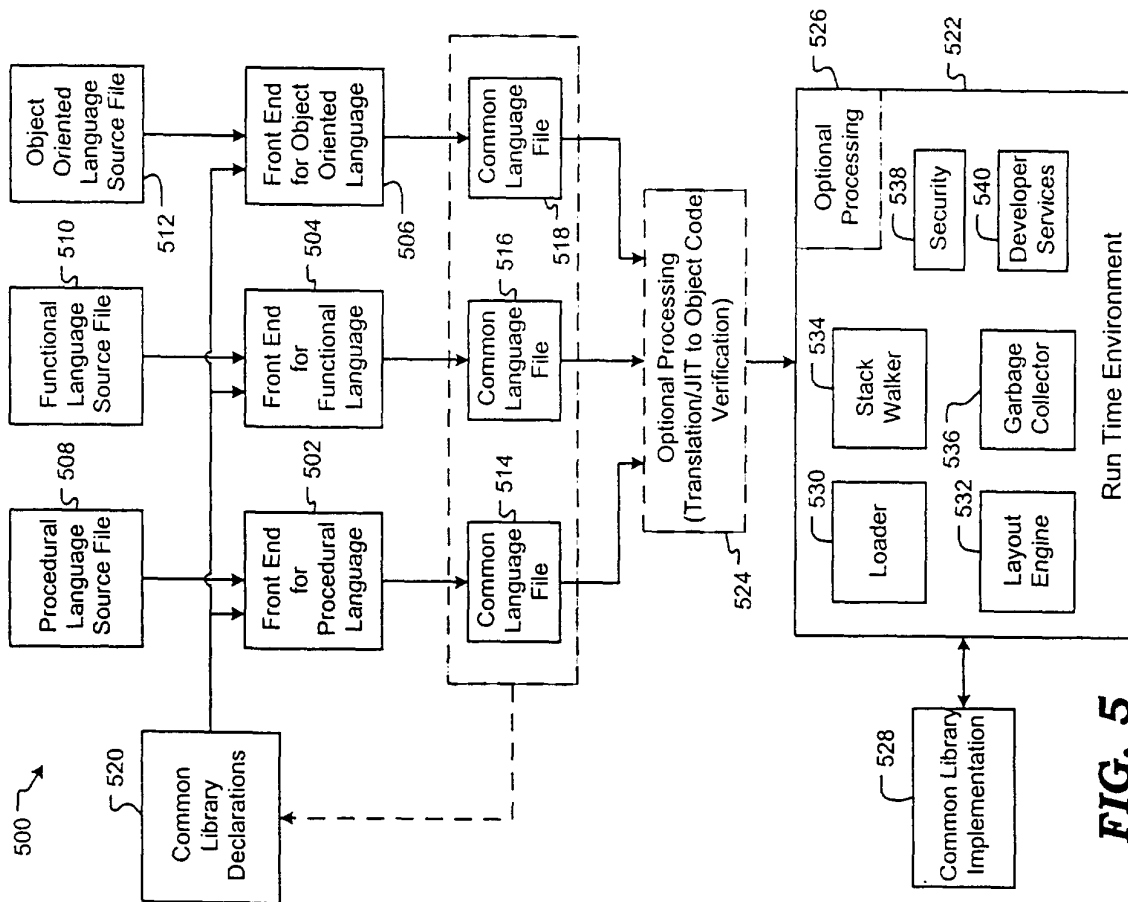 500
520
Common
Library
Declarations
508
Procedural
Language
Source File
510
Functional
Language
Source File
512
Object
Oriented
Language
Source File
502
Front End
for
Procedural
Language
504
Front End
for
Functional
Language
506
Front End
for Object
Oriented
Language
514
Common
Language
File
516
Common
Language
File
518
Common
Language
File
524
Optional Processing
(Translation/JIT to Object Code
Verification)
526
Optional
Processing
522
530
Loader
534
Stack
Walker
538
Security
532
Layout
Engine
536
Garbage
Collector
540
Developer
Services
Run Time Environment
528
Common Library
Implementation
FIG. 5